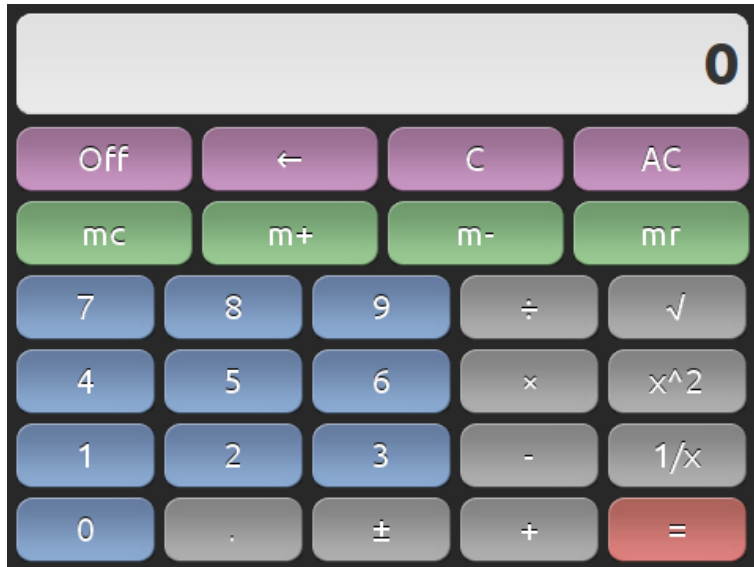 0
Off ← C AC
mc m+ m- mr
7 8 9 ÷ √
4 5 6 × x^2
1 2 3 - 1/x
0 . ± + =